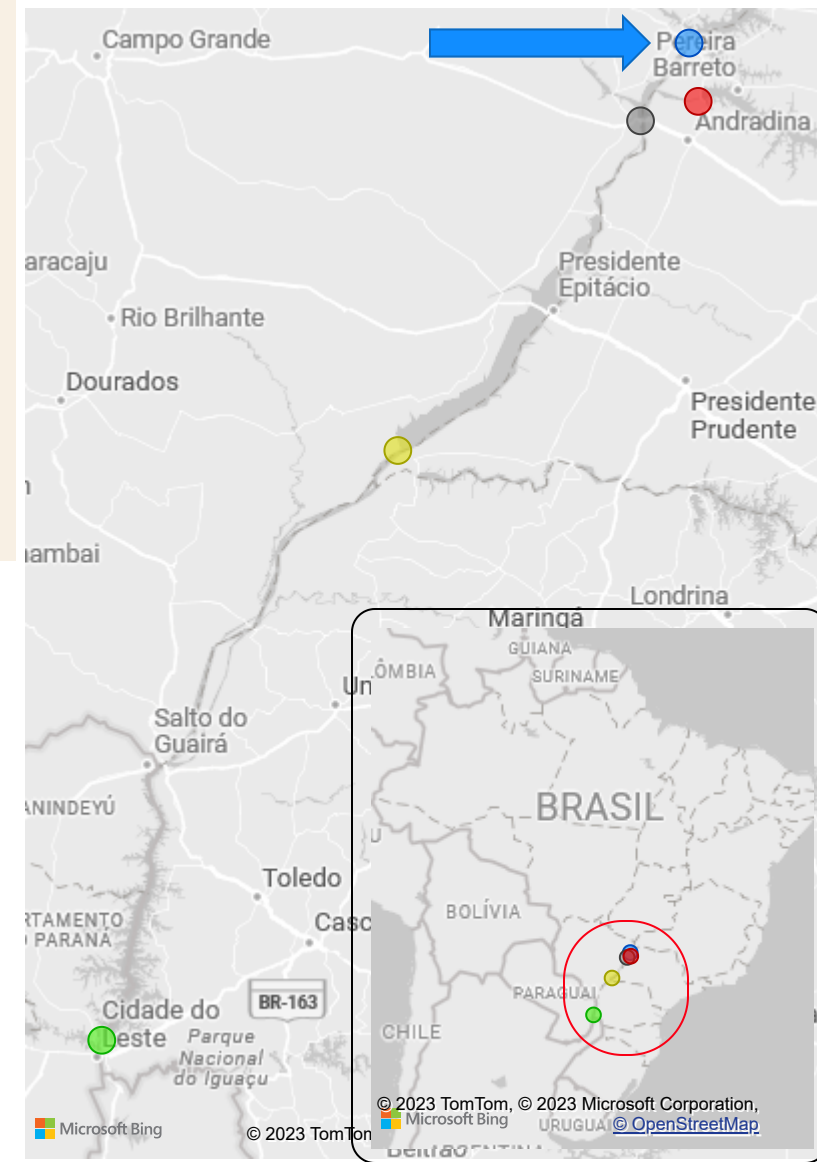 Campo Grande
Pereira
Barreto
Andradina
aracaju
Presidente
Epitácio
Rio Brilhante
Dourados
Presidente
Prudente
ambai
Londrina
Maringá
Salto do
Guairá
ANINDEYÚ
Toledo
RTAMENTO
PARANÁ
Casc
Cidade do
Leste
BR-163
Parque
Nacional
do Iguaçu
Microsoft Bing
© 2023 TomTom
GUIANA
ÔMBIA
SURINAME
BRASIL
BOLÍVIA
PARAGUAI
CHILE
© 2023 TomTom, © 2023 Microsoft Corporation,
Microsoft Bing
URUGUAI
© OpenStreetMap
Beltrão